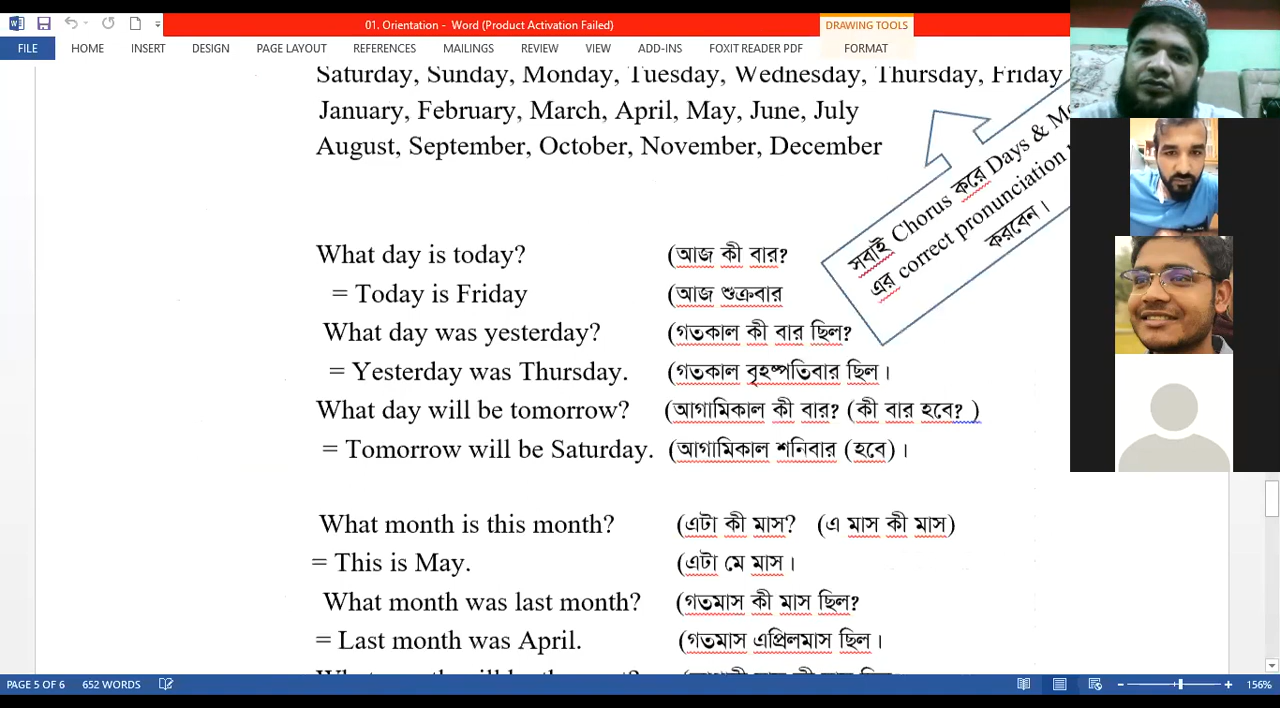 01. Orientation - Word (Product Activation Failed)
DRAWING TOOLS
FILE HOME INSERT DESIGN PAGE LAYOUT REFERENCES MAILINGS REVIEW VIEW ADD-INS FOXIT READER PDF FORMAT
Saturday, Sunday, Monday, Tuesday, Wednesday, Thursday, Friday
January, February, March, April, May, June, July
August, September, October, November, December
সবাই Chorus করে Days &
এর correct pronunciation
করবেন।
What day is today? (আজ কী বার?
= Today is Friday (আজ শুক্রবার
What day was yesterday? (গতকাল কী বার ছিল?
= Yesterday was Thursday. (গতকাল বৃহষ্পতিবার ছিল।
What day will be tomorrow? (আগামিকাল কী বার? (কী বার হবে? )
= Tomorrow will be Saturday. (আগামিকাল শনিবার (হবে)।
What month is this month? (এটা কী মাস? (এ মাস কী মাস)
= This is May. (এটা মে মাস।
What month was last month? (গতমাস কী মাস ছিল?
= Last month was April. (গতমাস এপ্রিলমাস ছিল।
PAGE 5 OF 6 652 WORDS 156%